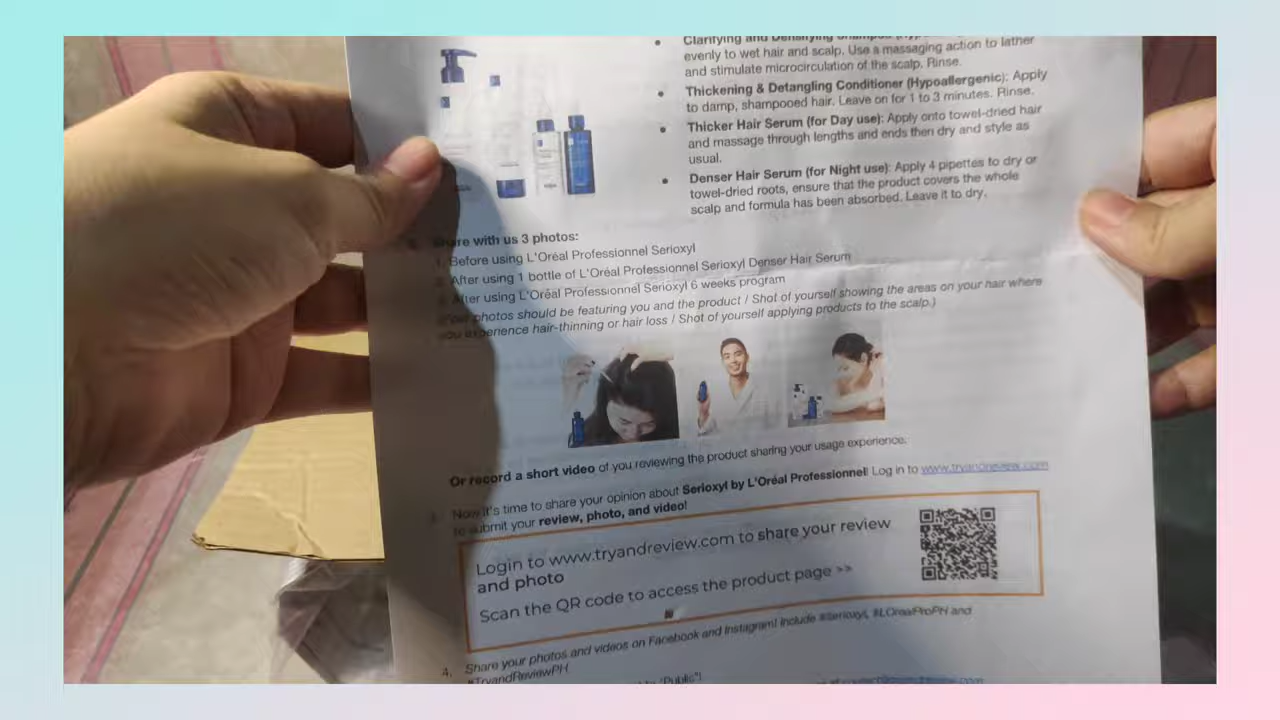 Clarifying and Densifying Shampoo
evenly to wet hair and scalp. Use a massaging action to lather
and stimulate microcirculation of the scalp. Rinse.
Thickening & Detangling Conditioner (Hypoallergenic): Apply
to damp, shampooed hair. Leave on for 1 to 3 minutes. Rinse.
Thicker Hair Serum (for Day use): Apply onto towel-dried hair
and massage through lengths and ends then dry and style as
usual.
Denser Hair Serum (for Night use): Apply 4 pipettes to dry or
towel-dried roots, ensure that the product covers the whole
scalp and formula has been absorbed. Leave it to dry.
Share with us 3 photos:
1. Before using L'Oréal Professionnel Serioxyl
After using 1 bottle of L'Oréal Professionnel Serioxyl Denser Hair Serum
After using L'Oréal Professionnel Serioxyl 6 weeks program
photos should be featuring you and the product / Shot of yourself showing the areas on your hair where
you experience hair-thinning or hair loss / Shot of yourself applying products to the scalp.)
Or record a short video of you reviewing the product sharing your usage experience.
3. Now it's time to share your opinion about Serioxyl by L'Oréal Professionnel! Log in to www.tryandreview.com
to submit your review, photo, and video!
Login to www.tryandreview.com to share your review
and photo
Scan the QR code to access the product page >>
4. Share your photos and videos on Facebook and Instagram! Include #serioxyl, #LOrealProPH and
#TryandReviewPH
"Public"!